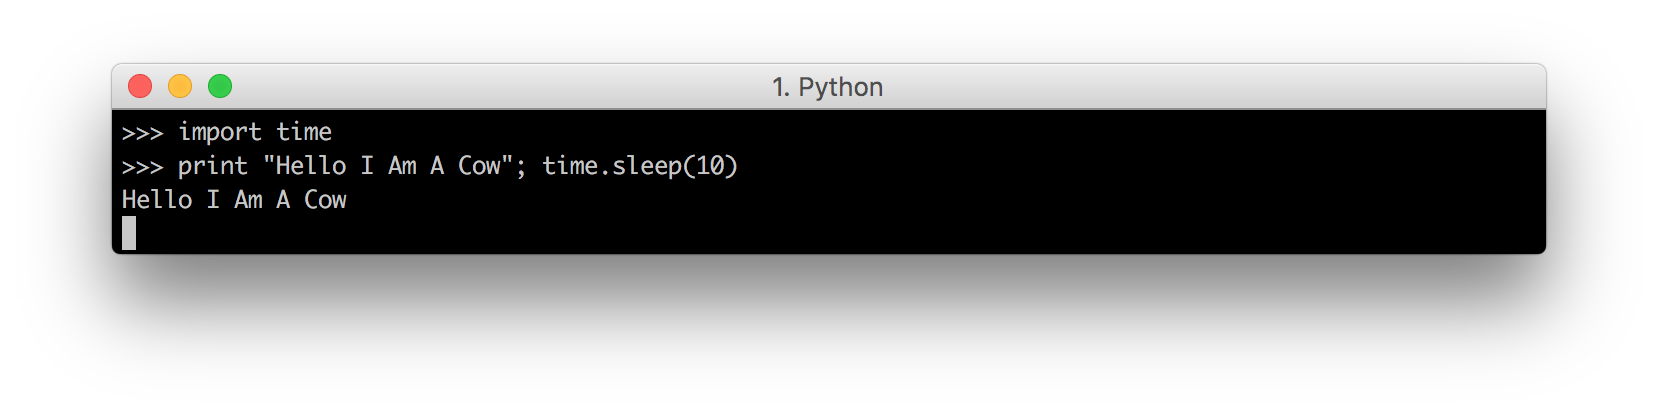 1. Python
>>> import time
>>> print "Hello I Am A Cow"; time.sleep(10)
Hello I Am A Cow